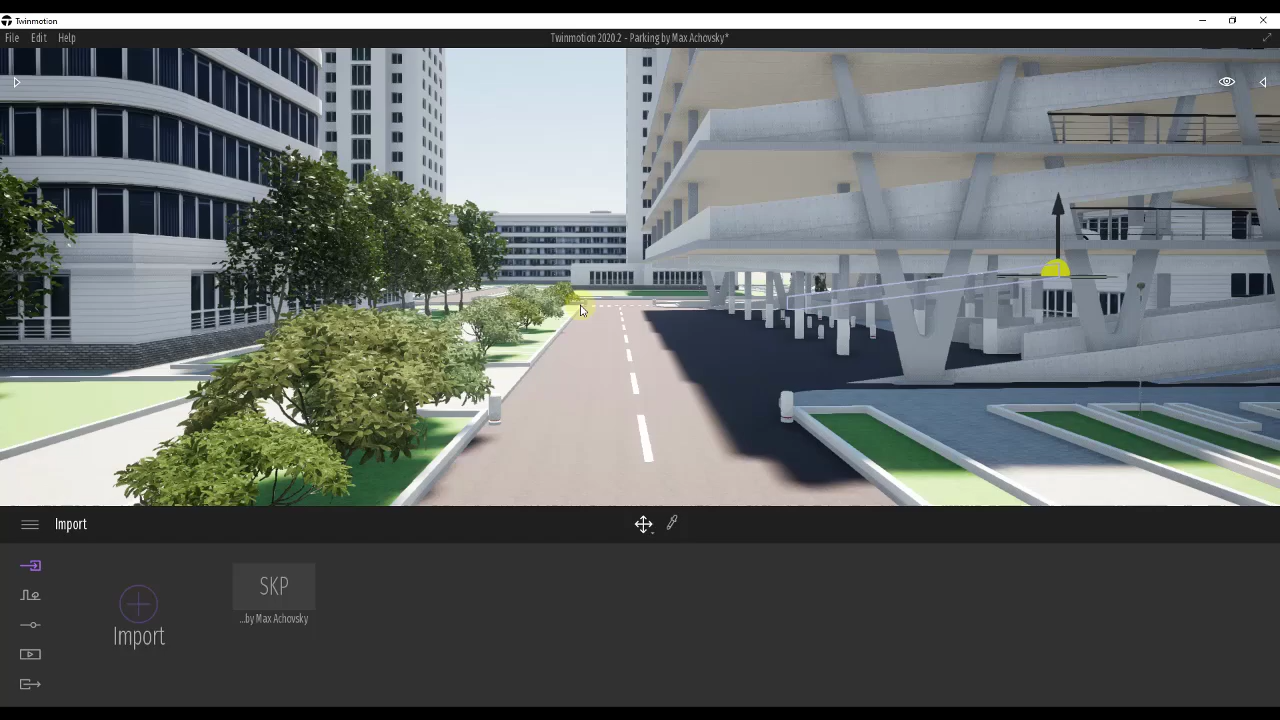 Twinmotion
File Edit Help
Twinmotion 2020.2 - Parking by Max Achovsky*
Import
SKP
...by Max Achovsky
Import